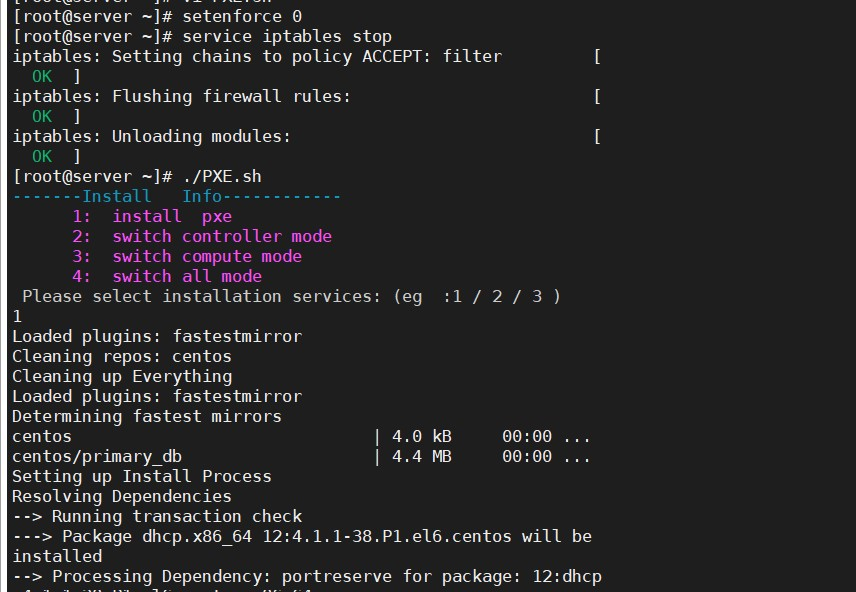 [root@server ~]# vi PXE.sh
[root@server ~]# setenforce 0
[root@server ~]# service iptables stop
iptables: Setting chains to policy ACCEPT: filter         [
  OK  ]
iptables: Flushing firewall rules:                        [
  OK  ]
iptables: Unloading modules:                              [
  OK  ]
[root@server ~]# ./PXE.sh
-------Install   Info------------
      1:  install  pxe
      2:  switch controller mode
      3:  switch compute mode
      4:  switch all mode
 Please select installation services: (eg  :1 / 2 / 3 )
1
Loaded plugins: fastestmirror
Cleaning repos: centos
Cleaning up Everything
Loaded plugins: fastestmirror
Determining fastest mirrors
centos                              | 4.0 kB     00:00 ...
centos/primary_db                   | 4.4 MB     00:00 ...
Setting up Install Process
Resolving Dependencies
--> Running transaction check
---> Package dhcp.x86_64 12:4.1.1-38.P1.el6.centos will be
installed
--> Processing Dependency: portreserve for package: 12:dhcp